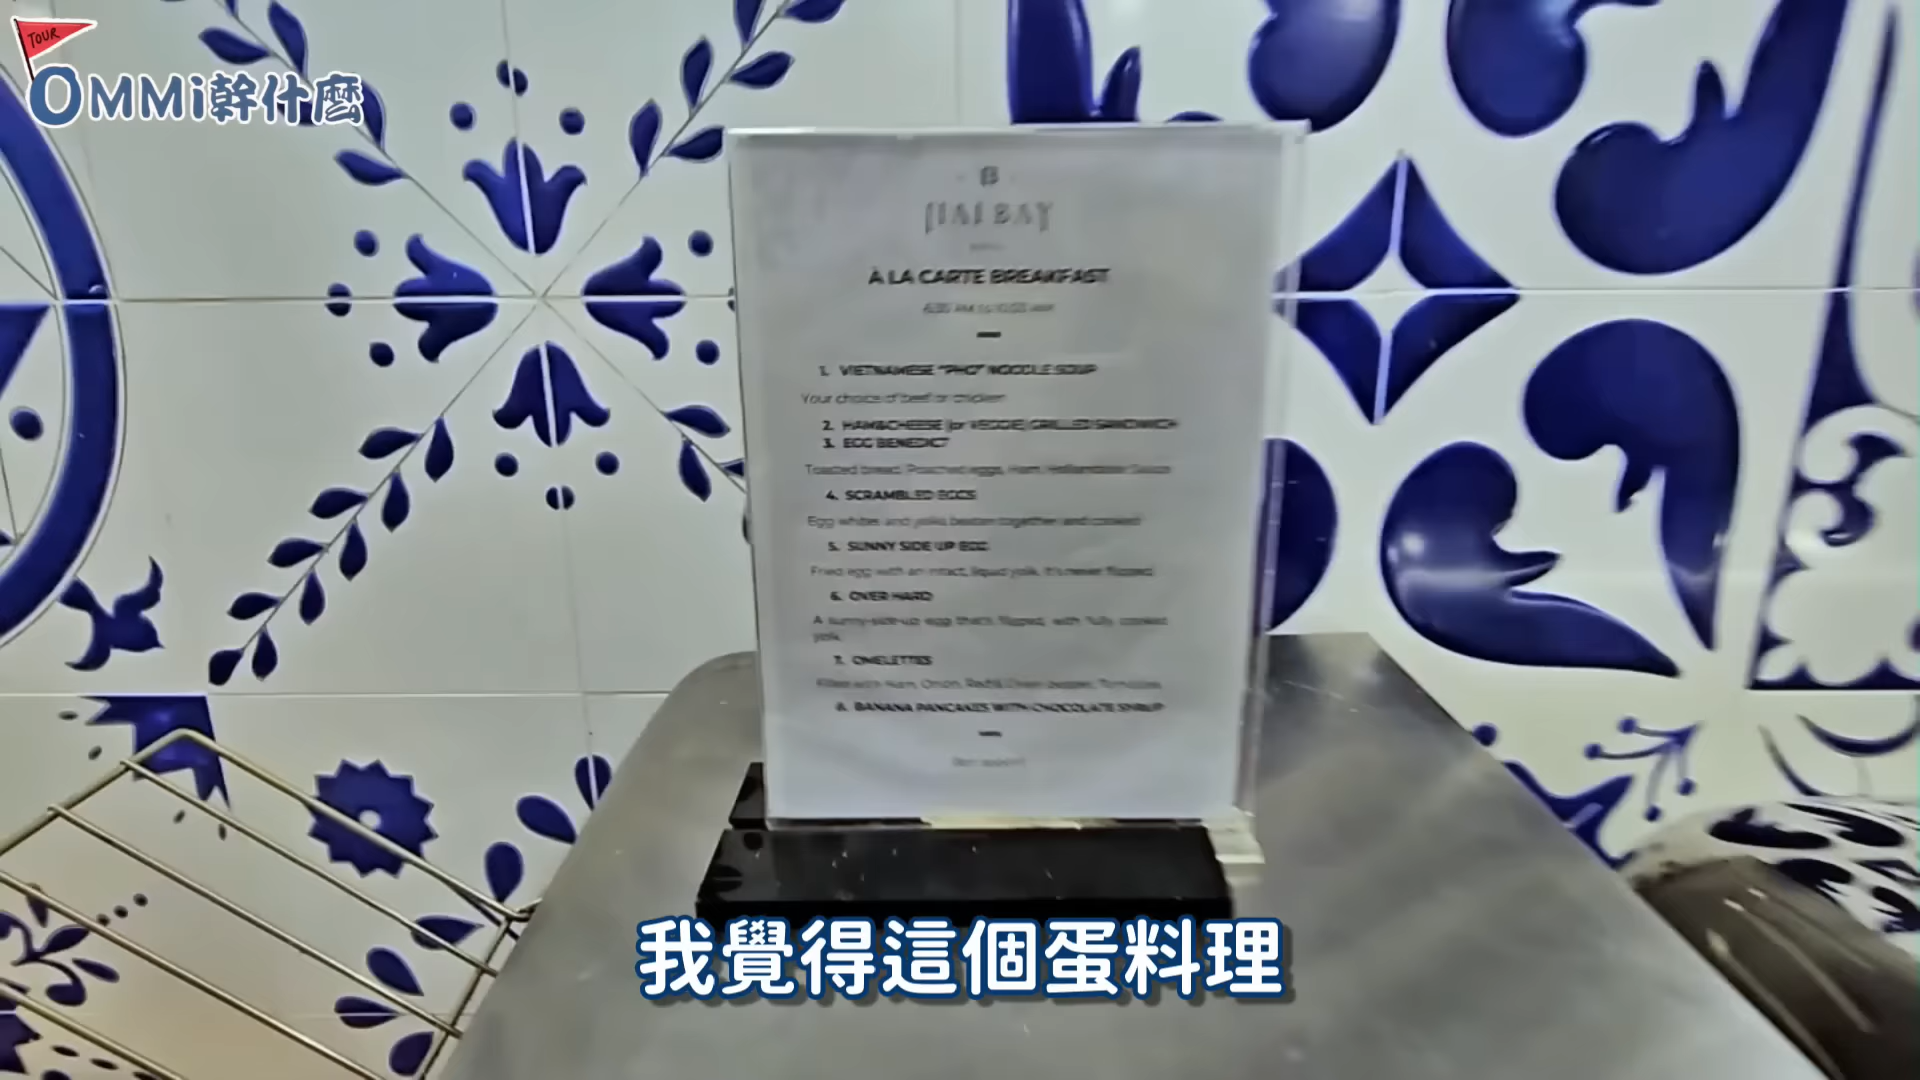 TOUR
OMMi幹什麼
HAI BAY
À LA CARTE BREAKFAST
1. VIETNAMESE "PHO" NOODLE SOUP
Your choice of beef or chicken
2. HAM&CHEESE (or VEGGIE) GRILLED SANDWICH
3. EGG BENEDICT
Toasted bread, Poached eggs, Ham, Hollandaise Sauce
4. SCRAMBLED EGGS
Egg whites and yolks beaten together and cooked
5. SUNNY SIDE UP EGG
Fried egg with an intact, liquid yolk. It's never flipped.
6. OVER HARD
A sunny-side-up egg that's flipped, with fully cooked
yolk.
7. OMELETTES
Filled with Ham, Onion,
8. BANANA PANCAKES WITH CHOCOLATE SYRUP
我覺得這個蛋料理